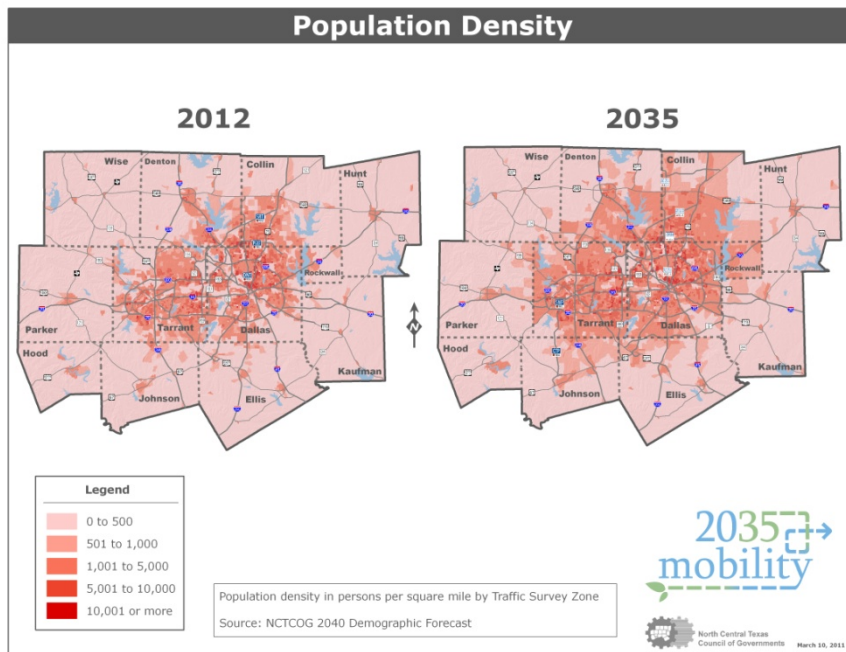 Population Density
2012
2035
Wise
Denton
Collin
Hunt
Rockwall
Parker
Tarrant
Dallas
Hood
Kaufman
Johnson
Ellis
N
Wise
Denton
Collin
Hunt
Rockwall
Parker
Tarrant
Dallas
Hood
Kaufman
Johnson
Ellis
Legend
0 to 500
501 to 1,000
1,001 to 5,000
5,001 to 10,000
10,001 or more
Population density in persons per square mile by Traffic Survey Zone
Source: NCTCOG 2040 Demographic Forecast
2035
mobility
North Central Texas
Council of Governments
March 10, 2011